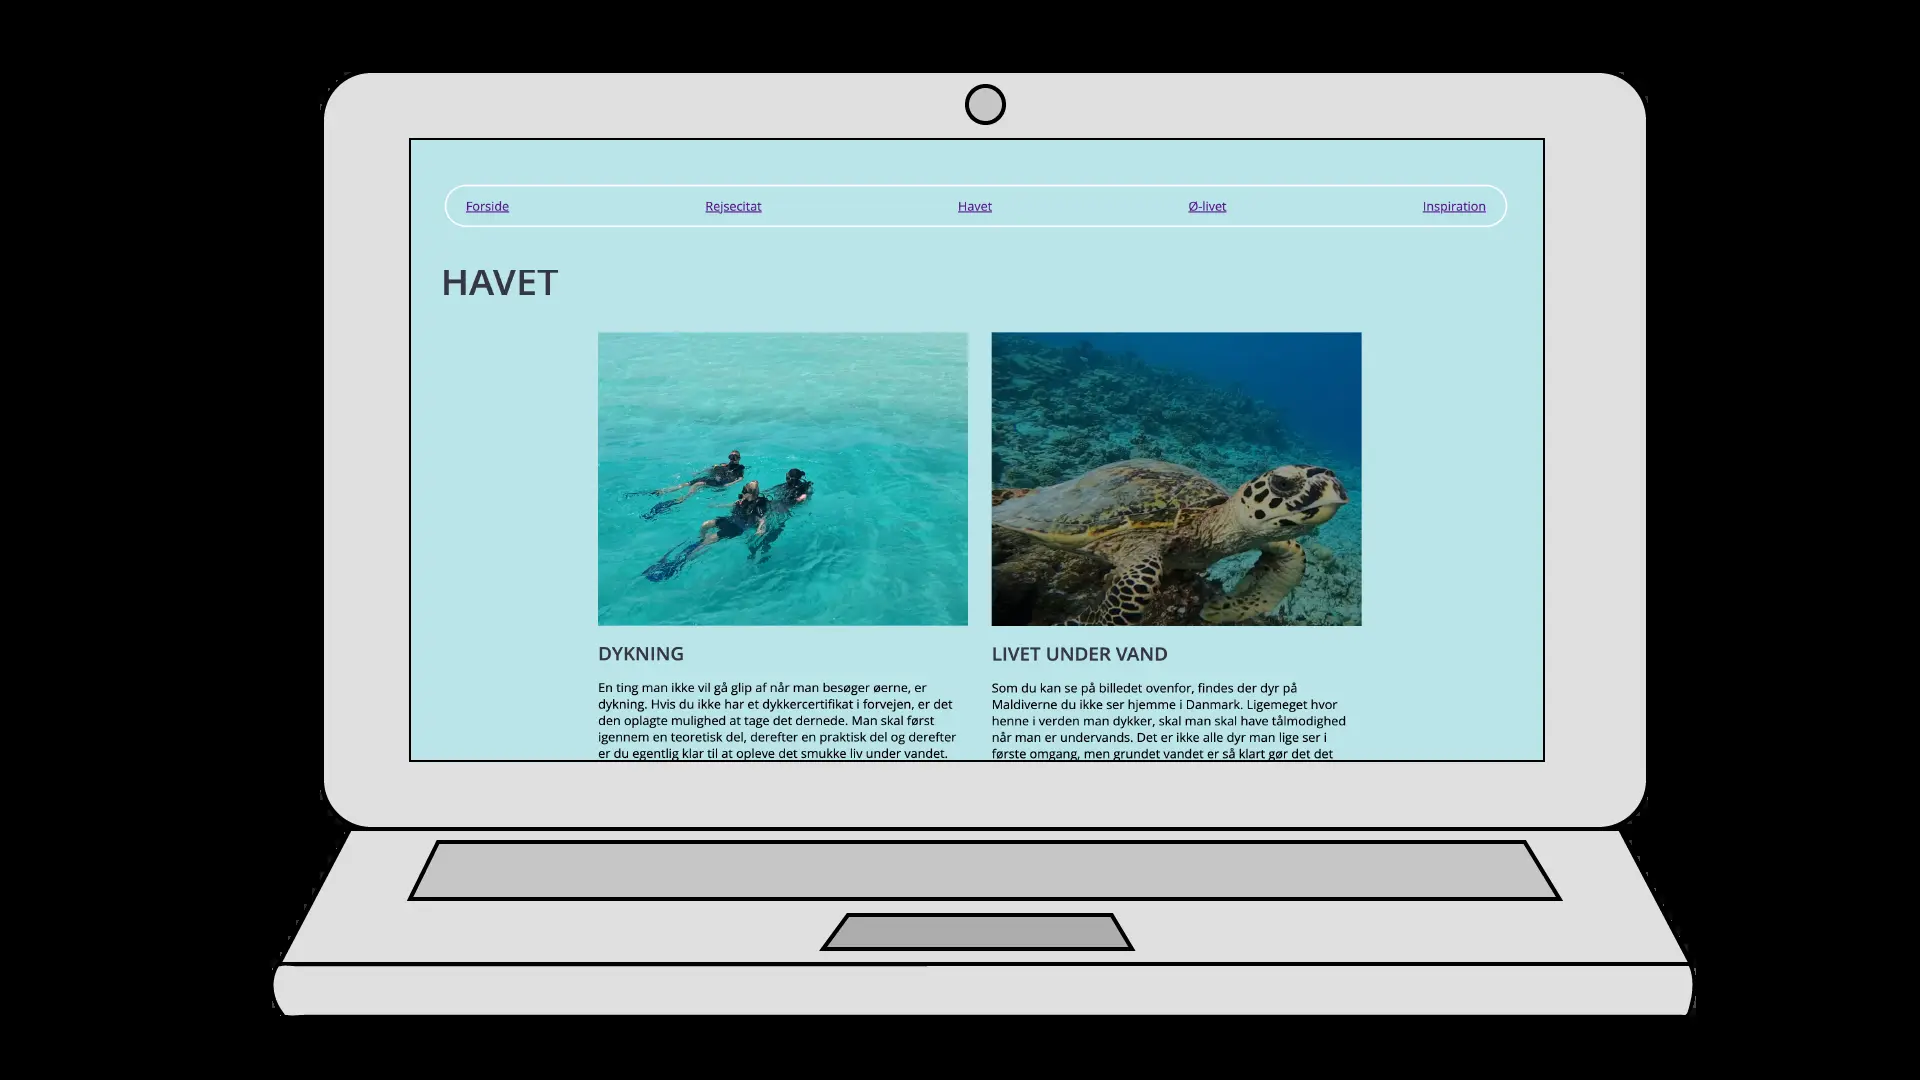 Forside Rejsecitat Havet Ø-livet Inspiration
HAVET
DYKNING
En ting man ikke vil gå glip af når man besøger øerne, er
dykning. Hvis du ikke har et dykkercertifikat i forvejen, er det
den oplagte mulighed at tage det dernede. Man skal først
igennem en teoretisk del, derefter en praktisk del og derefter
er du egentlig klar til at opleve det smukke liv under vandet.
LIVET UNDER VAND
Som du kan se på billedet ovenfor, findes der dyr på
Maldiverne du ikke ser hjemme i Danmark. Ligemeget hvor
henne i verden man dykker, skal man skal have tålmodighed
når man er undervands. Det er ikke alle dyr man lige ser i
første omgang, men grundet vandet er så klart gør det det